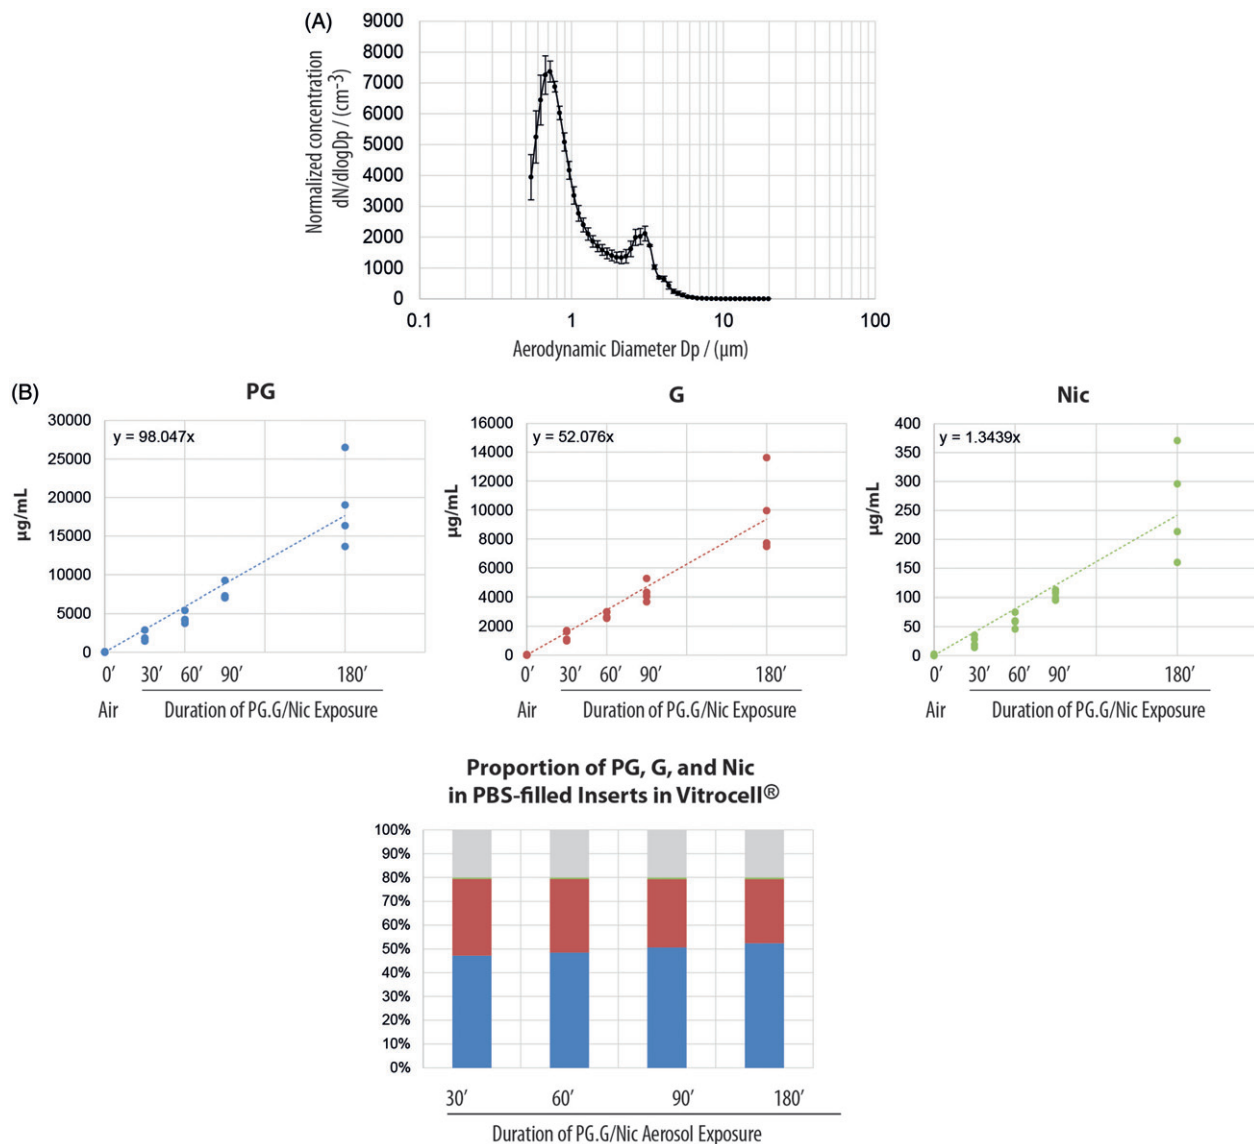 (A)
Normalized concentration
dN/dlogDp / (cm-3)
9000
8000
7000
6000
5000
4000
3000
2000
1000
0
0.1 1 10 100
Aerodynamic Diameter Dp / (µm)
(B)
PG
y = 98.047x
µg/mL
30000
25000
20000
15000
10000
5000
0
0′ 30′ 60′ 90′ 180′
Air Duration of PG.G/Nic Exposure
G
y = 52.076x
µg/mL
16000
14000
12000
10000
8000
6000
4000
2000
0
0′ 30′ 60′ 90′ 180′
Air Duration of PG.G/Nic Exposure
Nic
y = 1.3439x
µg/mL
400
350
300
250
200
150
100
50
0
0′ 30′ 60′ 90′ 180′
Air Duration of PG.G/Nic Exposure
Proportion of PG, G, and Nic
in PBS-filled Inserts in Vitrocell®
100%
90%
80%
70%
60%
50%
40%
30%
20%
10%
0%
30′ 60′ 90′ 180′
Duration of PG.G/Nic Aerosol Exposure